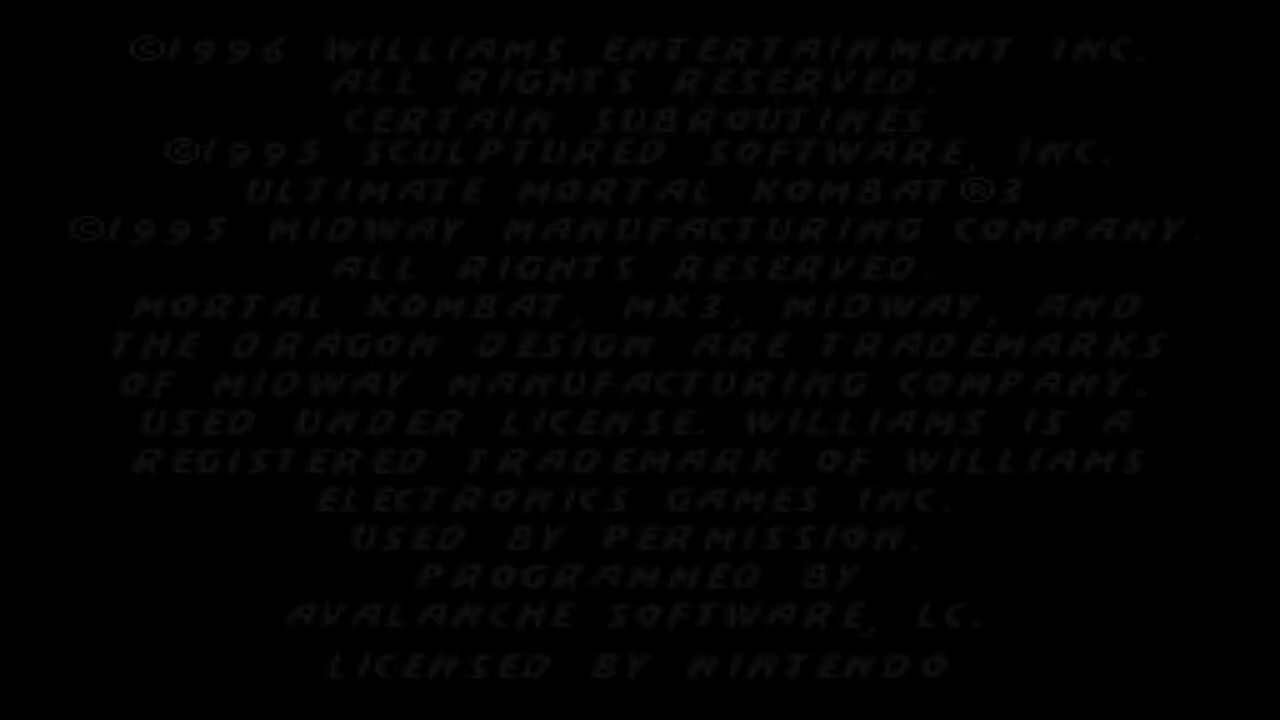 ©1996 WILLIAMS ENTERTAINMENT INC.
ALL RIGHTS RESERVED.
CERTAIN SUBROUTINES
©1995 SCULPTURED SOFTWARE, INC.
ULTIMATE MORTAL KOMBAT®3
©1995 MIDWAY MANUFACTURING COMPANY.
ALL RIGHTS RESERVED.
MORTAL KOMBAT, MK3, MIDWAY, AND
THE DRAGON DESIGN ARE TRADEMARKS
OF MIDWAY MANUFACTURING COMPANY.
USED UNDER LICENSE. WILLIAMS IS A
REGISTERED TRADEMARK OF WILLIAMS
ELECTRONICS GAMES INC.
USED BY PERMISSION.
PROGRAMMED BY
AVALANCHE SOFTWARE, LC.
LICENSED BY NINTENDO